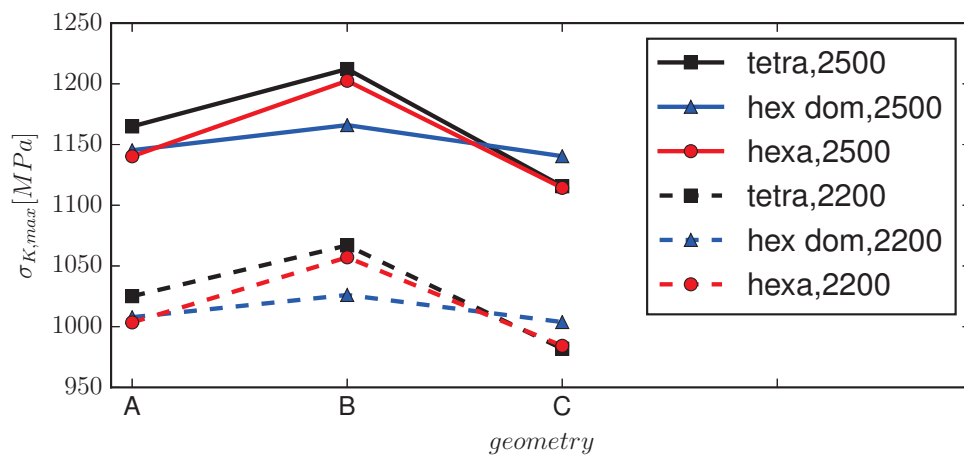 1250
1200
1150
1100
1050
1000
950
σ_{K,max}[MPa]
A B C
geometry
tetra,2500
hex dom,2500
hexa,2500
tetra,2200
hex dom,2200
hexa,2200